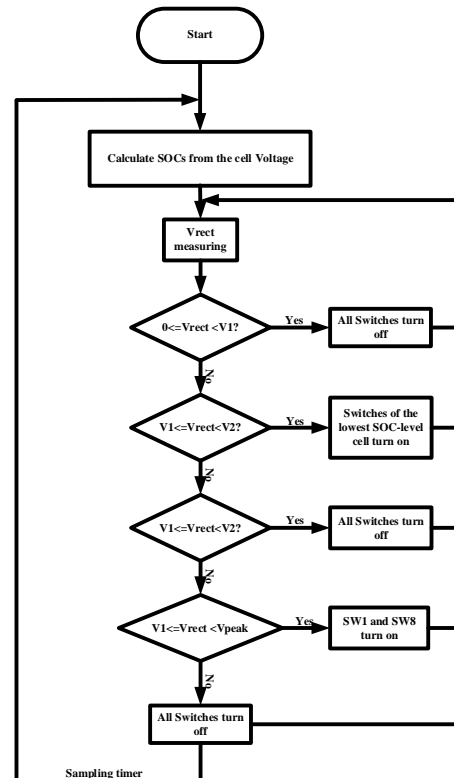 Start
Calculate SOCs from the cell Voltage
Vrect
measuring
0<=Vrect <V1?
Yes
All Switches turn
off
No
V1<=Vrect<V2?
Yes
Switches of the
lowest SOC-level
cell turn on
No
V1<=Vrect<V2?
Yes
All Switches turn
off
No
V1<=Vrect <Vpeak
Yes
SW1 and SW8
turn on
No
All Switches turn
off
Sampling timer